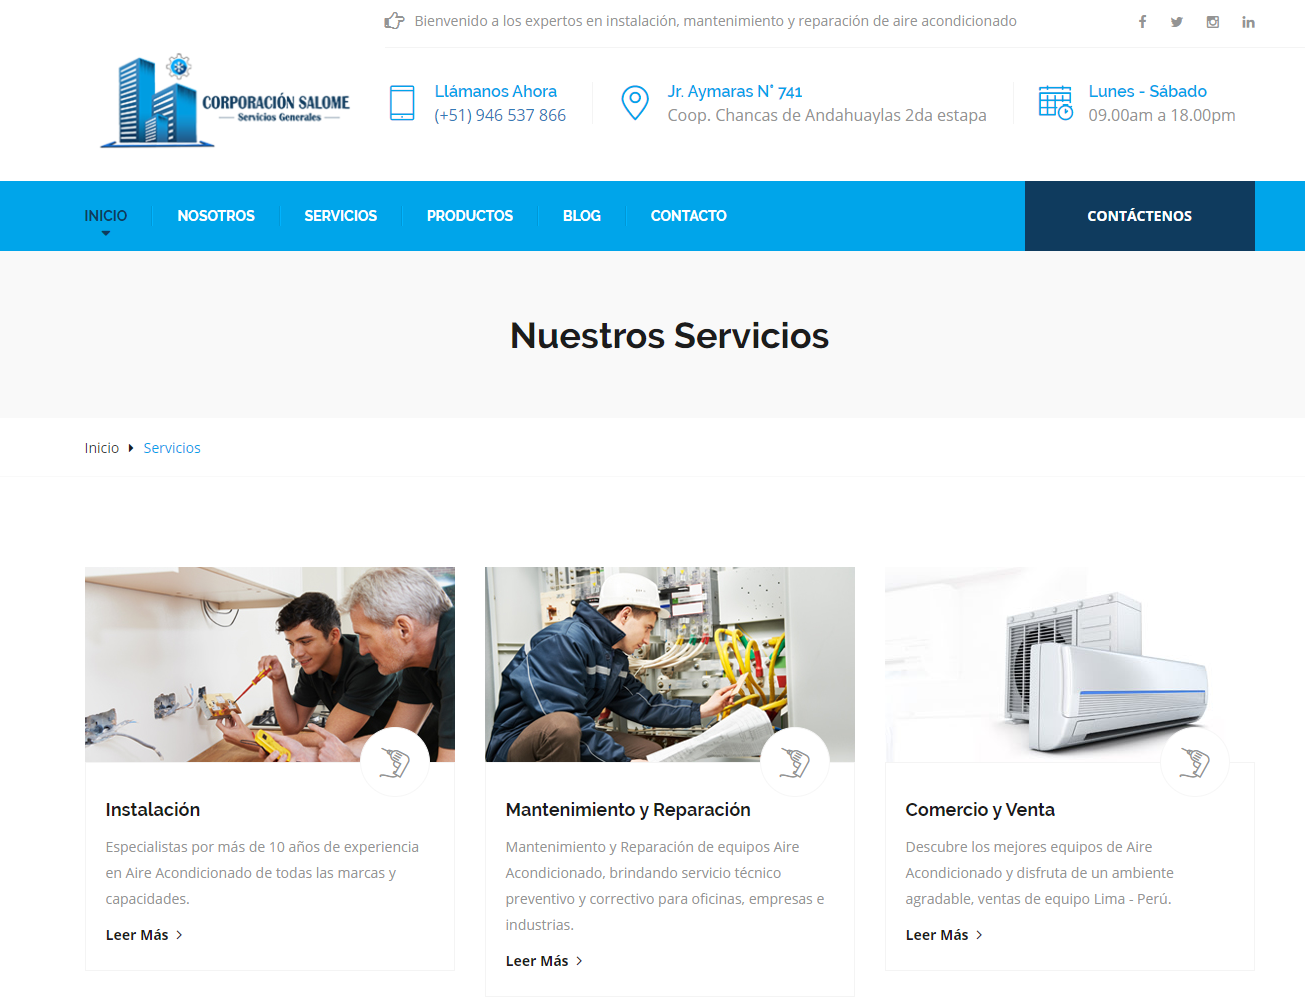 Bienvenido a los expertos en instalación, mantenimiento y reparación de aire acondicionado
CORPORACIÓN SALOME
Servicios Generales
Llámanos Ahora
(+51) 946 537 866
Jr. Aymaras N° 741
Coop. Chancas de Andahuaylas 2da estapa
Lunes - Sábado
09.00am a 18.00pm
INICIO
NOSOTROS
SERVICIOS
PRODUCTOS
BLOG
CONTACTO
CONTÁCTENOS
Nuestros Servicios
Inicio
Servicios
Instalación
Especialistas por más de 10 años de experiencia
en Aire Acondicionado de todas las marcas y
capacidades.
Leer Más
Mantenimiento y Reparación
Mantenimiento y Reparación de equipos Aire
Acondicionado, brindando servicio técnico
preventivo y correctivo para oficinas, empresas e
industrias.
Leer Más
Comercio y Venta
Descubre los mejores equipos de Aire
Acondicionado y disfruta de un ambiente
agradable, ventas de equipo Lima - Perú.
Leer Más